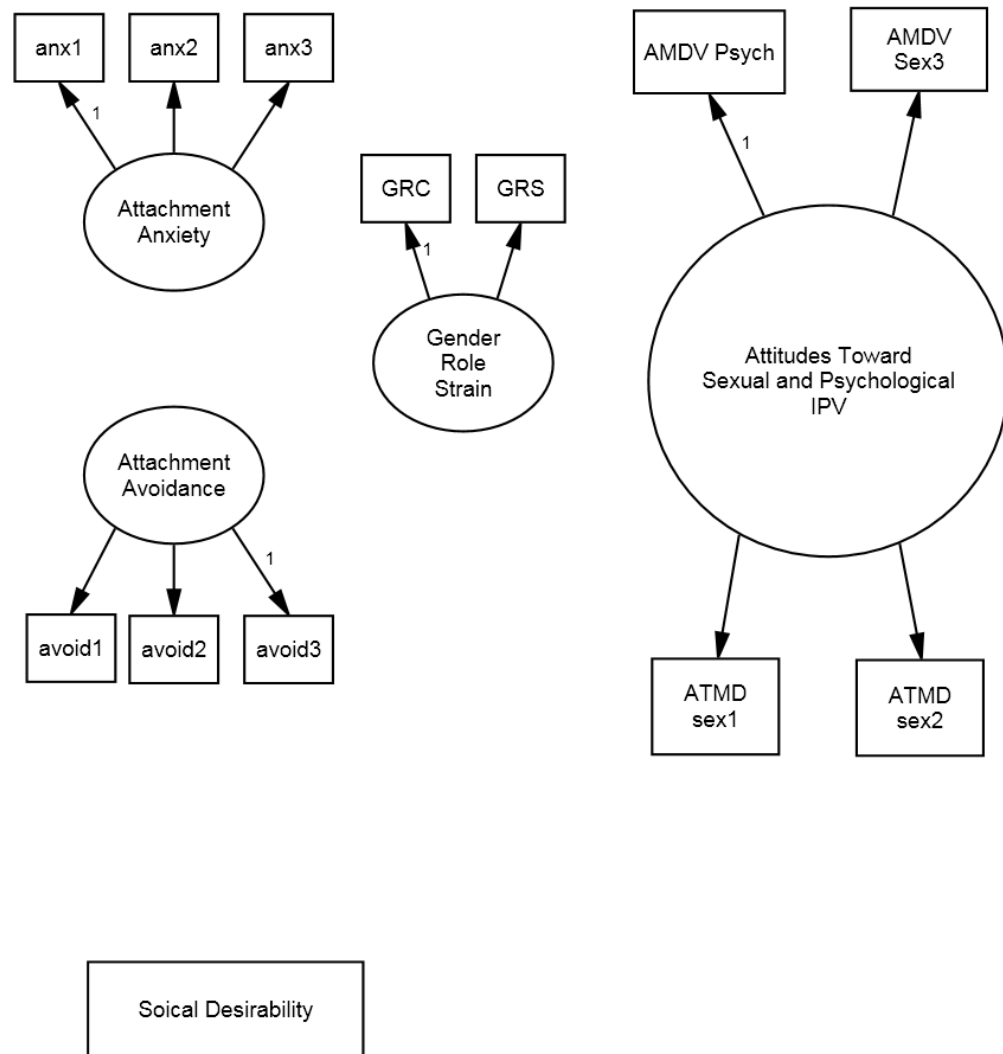 anx1
anx2
anx3
1
Attachment
Anxiety
AMDV Psych
AMDV
Sex3
1
GRC
GRS
1
Gender
Role
Strain
Attitudes Toward
Sexual and Psychological
IPV
Attachment
Avoidance
1
avoid1
avoid2
avoid3
ATMD
sex1
ATMD
sex2
Soical Desirability